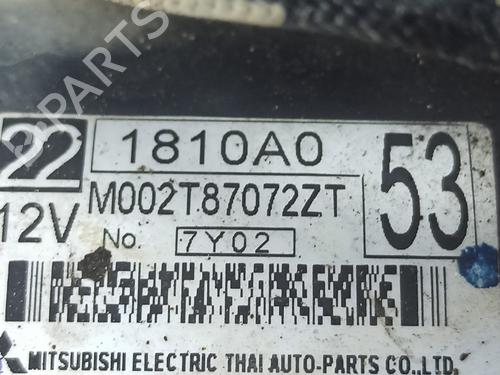 B-PARTS
22 1810A0 53
12V M002T87072ZT
No. 7Y02
MITSUBISHI ELECTRIC THAI AUTO-PARTS CO.,LTD.